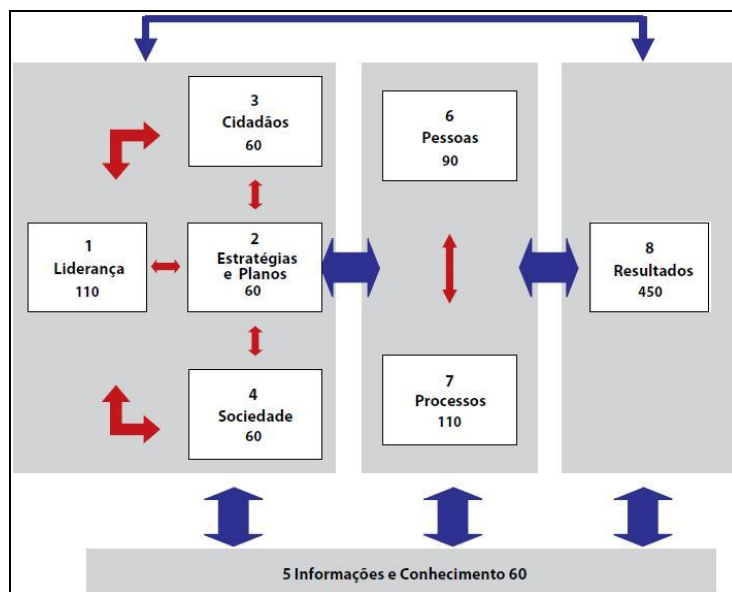 3
Cidadãos
60
6
Pessoas
90
1
Liderança
110
2
Estratégias
e Planos
60
8
Resultados
450
4
Sociedade
60
7
Processos
110
5 Informações e Conhecimento 60